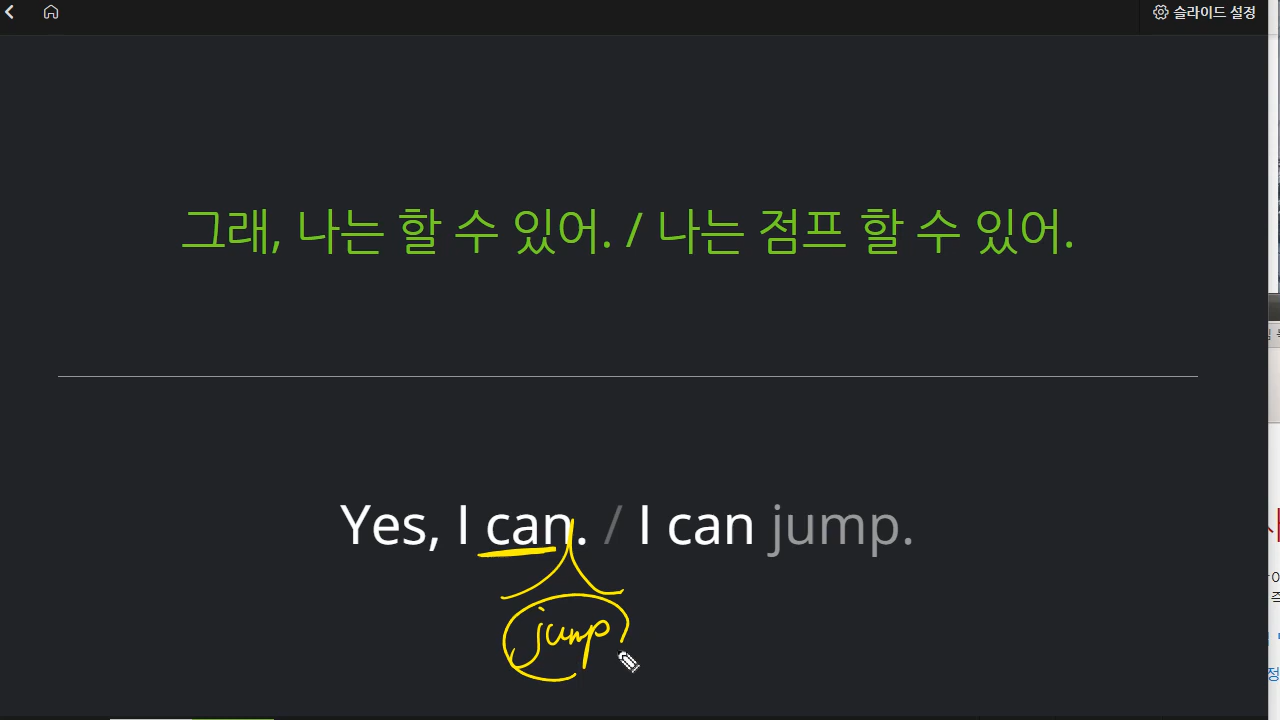 슬라이드 설정
그래, 나는 할 수 있어. / 나는 점프 할 수 있어.
Yes, I can. / I can jump.
jump